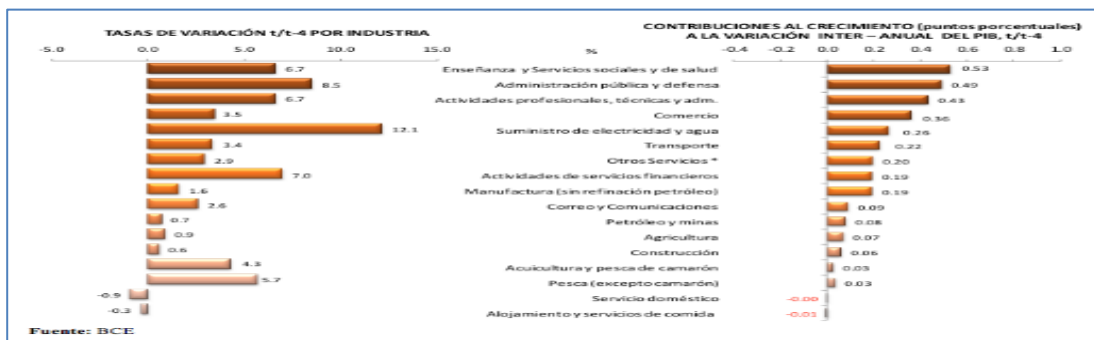 TASAS DE VARIACIÓN t/t-4 POR INDUSTRIA
CONTRIBUCIONES AL CRECIMIENTO (puntos porcentuales)
A LA VARIACIÓN INTER – ANUAL DEL PIB, t/t-4
-5.0 0.0 5.0 10.0 15.0 % -0.4 -0.2 0.0 0.2 0.4 0.6 0.8 1.0
6.7 Enseñanza y Servicios sociales y de salud 0.53
8.5 Administración pública y defensa 0.49
6.7 Actividades profesionales, técnicas y adm. 0.43
3.5 Comercio 0.36
12.1 Suministro de electricidad y agua 0.26
3.4 Transporte 0.22
2.9 Otros Servicios * 0.20
7.0 Actividades de servicios financieros 0.19
1.6 Manufactura (sin refinación petróleo) 0.19
2.6 Correo y Comunicaciones 0.09
0.7 Petróleo y minas 0.08
0.9 Agricultura 0.07
0.6 Construcción 0.06
4.3 Acuicultura y pesca de camarón 0.03
5.7 Pesca (excepto camarón) 0.03
-0.9 Servicio doméstico -0.00
-0.3 Alojamiento y servicios de comida -0.01
Fuente: BCE